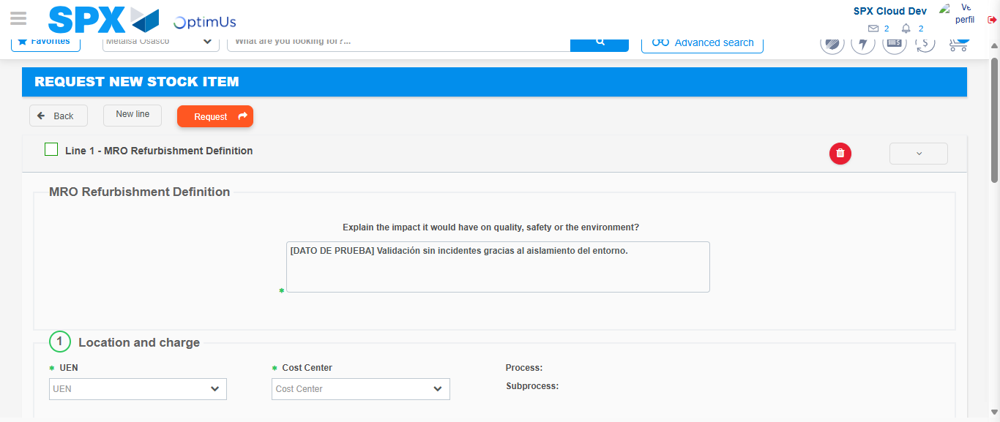 SPX
OptimUs
SPX Cloud Dev
Ve
perfil
2
2
Favorites
Metalsa Osasco
What are you looking for?...
Advanced search
REQUEST NEW STOCK ITEM
Back
New line
Request
Line 1 - MRO Refurbishment Definition
MRO Refurbishment Definition
Explain the impact it would have on quality, safety or the environment?
[DATO DE PRUEBA] Validación sin incidentes gracias al aislamiento del entorno.
1
Location and charge
* UEN
* Cost Center
Process:
UEN
Cost Center
Subprocess: